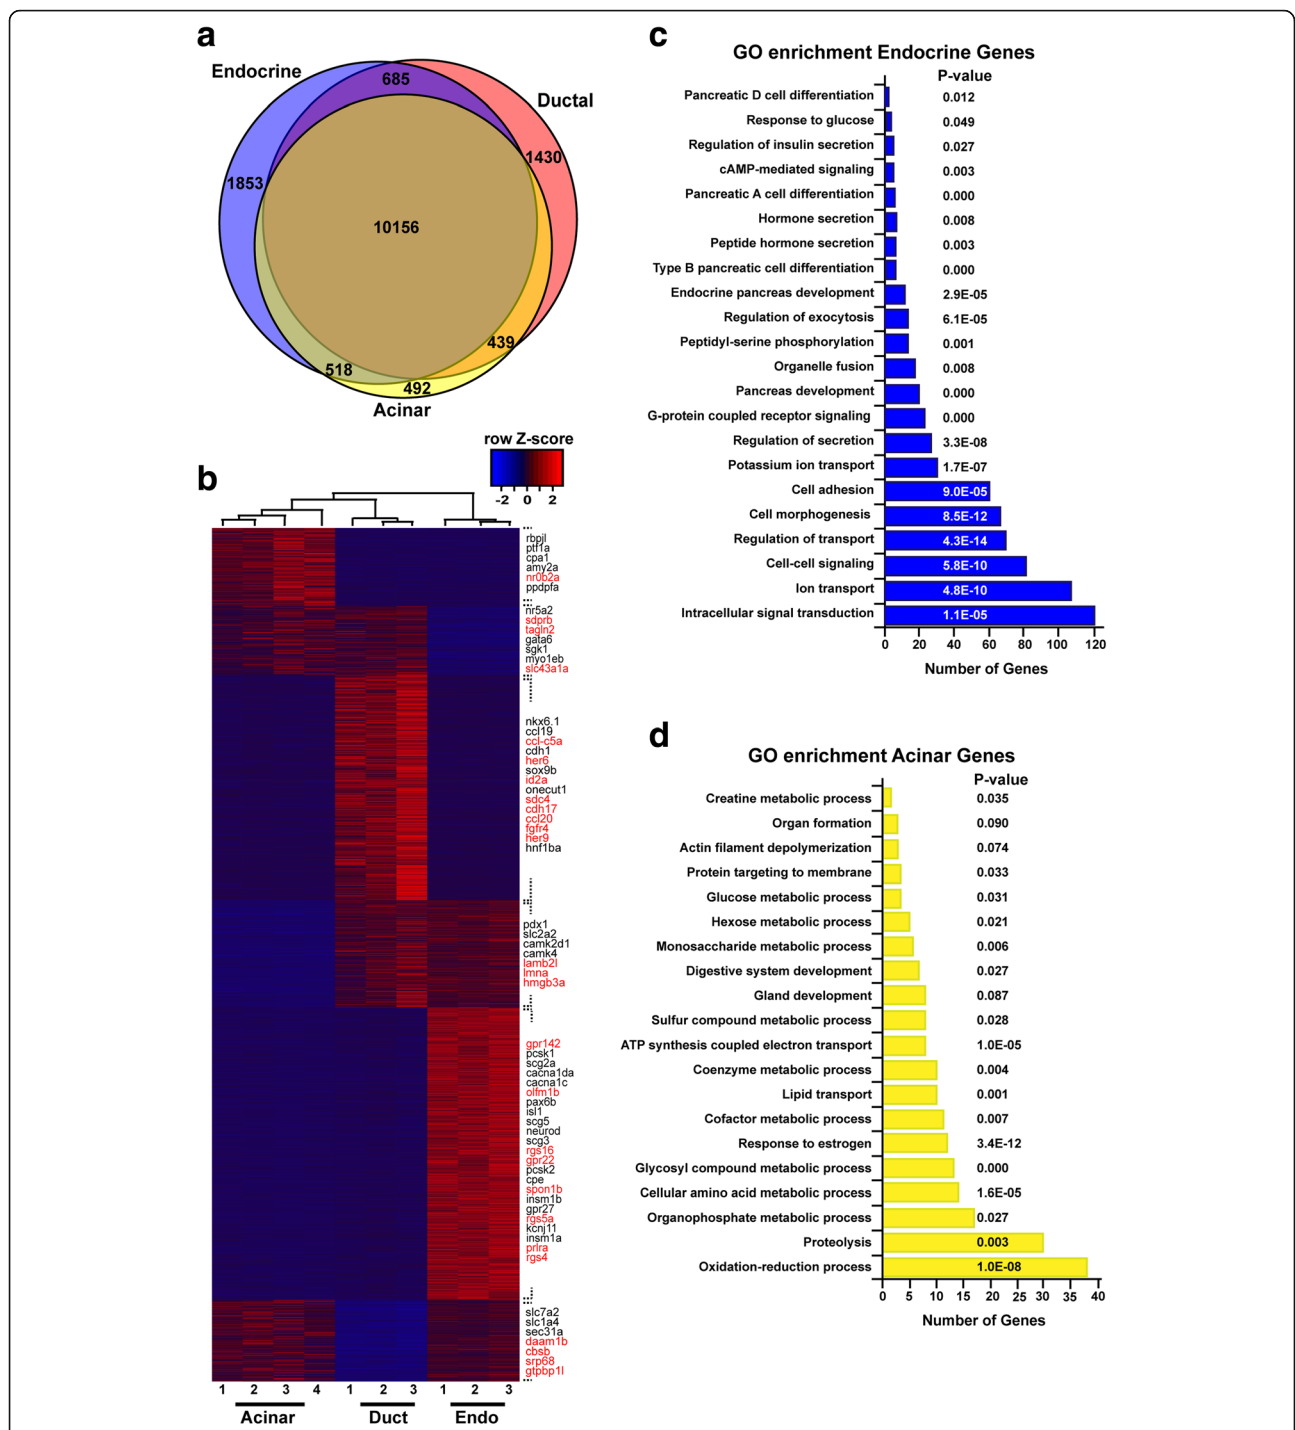 a
Endocrine
685
Ductal
1430
1853
10156
439
518
492
Acinar
b
row Z-score
-2 0 2
rbpjl
ptf1a
cpa1
amy2a
nr0b2a
ppdpfa
nr5a2
sdprb
tagln2
gata6
sgk1
myo1eb
slc43a1a
nkx6.1
ccl19
ccl-c5a
cdh1
her6
sox9b
id2a
onecut1
sdc4
cdh17
ccl20
fgfr4
her9
hnf1ba
pdx1
slc2a2
camk2d1
camk4
lamb2l
lmna
hmgb3a
gpr142
pcsk1
scg2a
cacna1da
cacna1c
olfm1b
pax6b
isl1
scg5
neurod
scg3
rgs16
gpr22
pcsk2
cpe
spon1b
insm1b
gpr27
rgs5a
kcnj11
insm1a
prlra
rgs4
slc7a2
slc1a4
sec31a
daam1b
cbsb
srp68
gtpbp1l
1 2 3 4 1 2 3 1 2 3
Acinar Duct Endo
c
GO enrichment Endocrine Genes
P-value
Pancreatic D cell differentiation 0.012
Response to glucose 0.049
Regulation of insulin secretion 0.027
cAMP-mediated signaling 0.003
Pancreatic A cell differentiation 0.000
Hormone secretion 0.008
Peptide hormone secretion 0.003
Type B pancreatic cell differentiation 0.000
Endocrine pancreas development 2.9E-05
Regulation of exocytosis 6.1E-05
Peptidyl-serine phosphorylation 0.001
Organelle fusion 0.008
Pancreas development 0.000
G-protein coupled receptor signaling 0.000
Regulation of secretion 3.3E-08
Potassium ion transport 1.7E-07
Cell adhesion 9.0E-05
Cell morphogenesis 8.5E-12
Regulation of transport 4.3E-14
Cell-cell signaling 5.8E-10
Ion transport 4.8E-10
Intracellular signal transduction 1.1E-05
0 20 40 60 80 100 120
Number of Genes
d
GO enrichment Acinar Genes
P-value
Creatine metabolic process 0.035
Organ formation 0.090
Actin filament depolymerization 0.074
Protein targeting to membrane 0.033
Glucose metabolic process 0.031
Hexose metabolic process 0.021
Monosaccharide metabolic process 0.006
Digestive system development 0.027
Gland development 0.087
Sulfur compound metabolic process 0.028
ATP synthesis coupled electron transport 1.0E-05
Coenzyme metabolic process 0.004
Lipid transport 0.001
Cofactor metabolic process 0.007
Response to estrogen 3.4E-12
Glycosyl compound metabolic process 0.000
Cellular amino acid metabolic process 1.6E-05
Organophosphate metabolic process 0.027
Proteolysis 0.003
Oxidation-reduction process 1.0E-08
0 5 10 15 20 25 30 35 40
Number of Genes